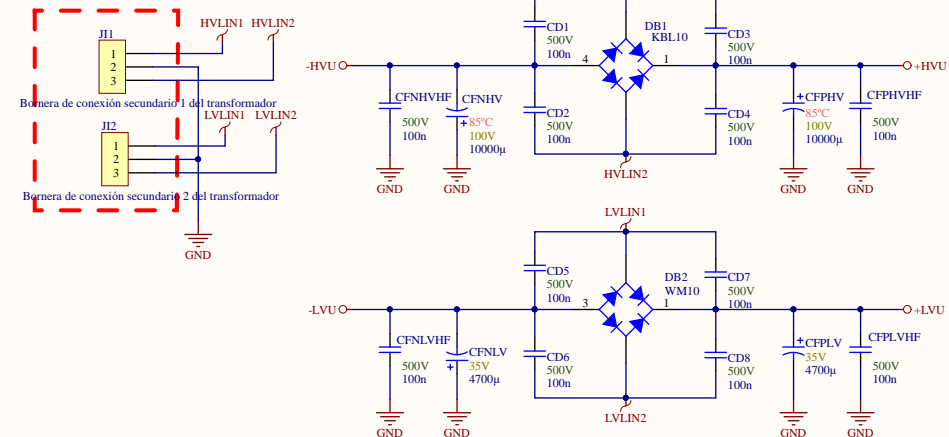 HVLIN1 HVLIN2
JI1
1
2
3
Bornera de conexión secundario 1 del transformador
LVLIN1 LVLIN2
JI2
1
2
3
Bornera de conexión secundario 2 del transformador
GND
CD1
500V
100n
DB1
KBL10
CD3
500V
100n
-HVU
4
1
+HVU
CFNHVHF
500V
100n
CFNHV
+
85ºC
100V
10000µ
CD2
500V
100n
CD4
500V
100n
+
CFPHV
85ºC
100V
10000µ
CFPHVHF
500V
100n
GND
GND
HVLIN2
GND
GND
LVLIN1
CD5
500V
100n
DB2
WM10
CD7
500V
100n
-LVU
3
1
+LVU
CFNLVHF
500V
100n
CFNLV
+
35V
4700µ
CD6
500V
100n
CD8
500V
100n
+
CFPLV
35V
4700µ
CFPLVHF
500V
100n
LVLIN2
GND
GND
GND
GND